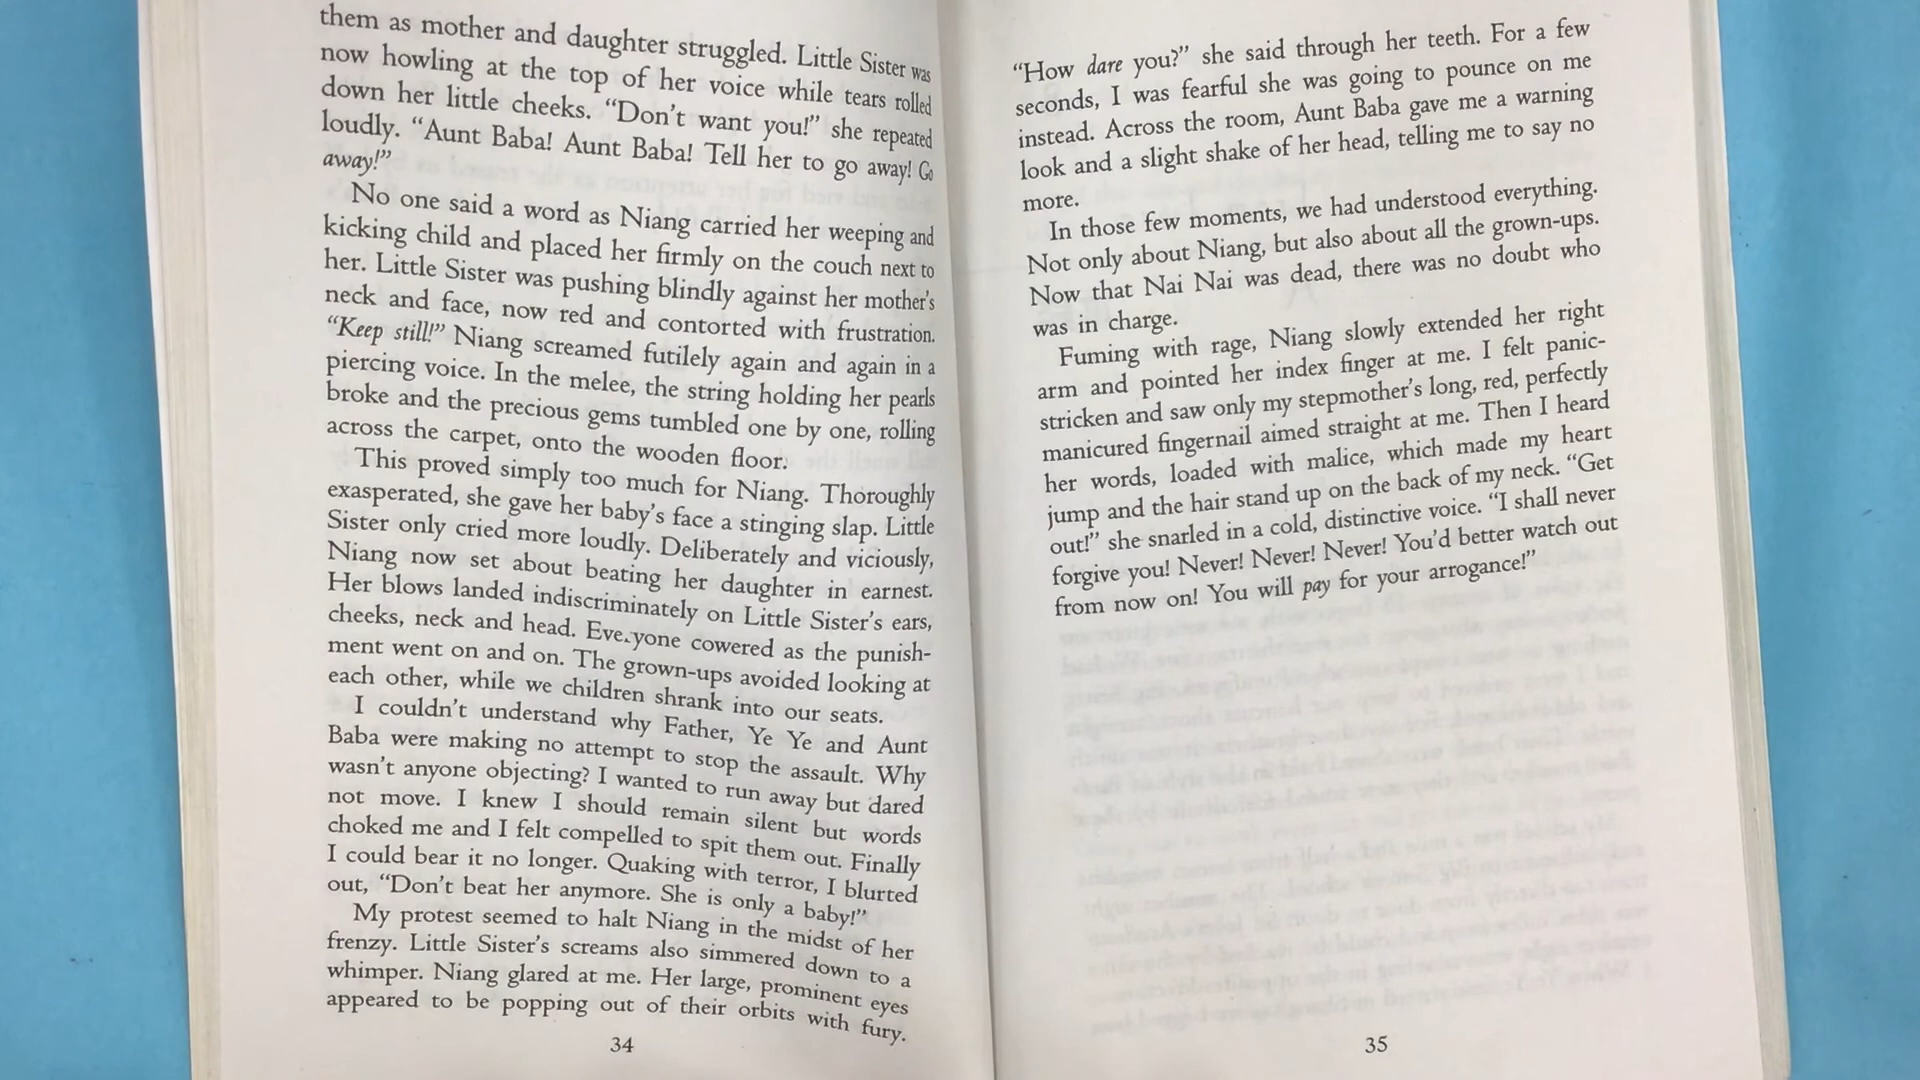 them as mother and daughter struggled. Little Sister was
now howling at the top of her voice while tears rolled
down her little cheeks. “Don't want you!” she repeated
loudly. “Aunt Baba! Aunt Baba! Tell her to go away! Go
away!”
No one said a word as Niang carried her weeping and
kicking child and placed her firmly on the couch next to
her. Little Sister was pushing blindly against her mother's
neck and face, now red and contorted with frustration.
“Keep still!” Niang screamed futilely again and again in a
piercing voice. In the melee, the string holding her pearls
broke and the precious gems tumbled one by one, rolling
across the carpet, onto the wooden floor.
This proved simply too much for Niang. Thoroughly
exasperated, she gave her baby's face a stinging slap. Little
Sister only cried more loudly. Deliberately and viciously,
Niang now set about beating her daughter in earnest.
Her blows landed indiscriminately on Little Sister's ears,
cheeks, neck and head. Everyone cowered as the punish-
ment went on and on. The grown-ups avoided looking at
each other, while we children shrank into our seats.
I couldn't understand why Father, Ye Ye and Aunt
Baba were making no attempt to stop the assault. Why
wasn't anyone objecting? I wanted to run away but dared
not move. I knew I should remain silent but words
choked me and I felt compelled to spit them out. Finally
I could bear it no longer. Quaking with terror, I blurted
out, “Don't beat her anymore. She is only a baby!”
My protest seemed to halt Niang in the midst of her
frenzy. Little Sister's screams also simmered down to a
whimper. Niang glared at me. Her large, prominent eyes
appeared to be popping out of their orbits with fury.
34
“How dare you?” she said through her teeth. For a few
seconds, I was fearful she was going to pounce on me
instead. Across the room, Aunt Baba gave me a warning
look and a slight shake of her head, telling me to say no
more.
In those few moments, we had understood everything.
Not only about Niang, but also about all the grown-ups.
Now that Nai Nai was dead, there was no doubt who
was in charge.
Fuming with rage, Niang slowly extended her right
arm and pointed her index finger at me. I felt panic-
stricken and saw only my stepmother's long, red, perfectly
manicured fingernail aimed straight at me. Then I heard
her words, loaded with malice, which made my heart
jump and the hair stand up on the back of my neck. “Get
out!” she snarled in a cold, distinctive voice. “I shall never
forgive you! Never! Never! Never! You'd better watch out
from now on! You will pay for your arrogance!”
35